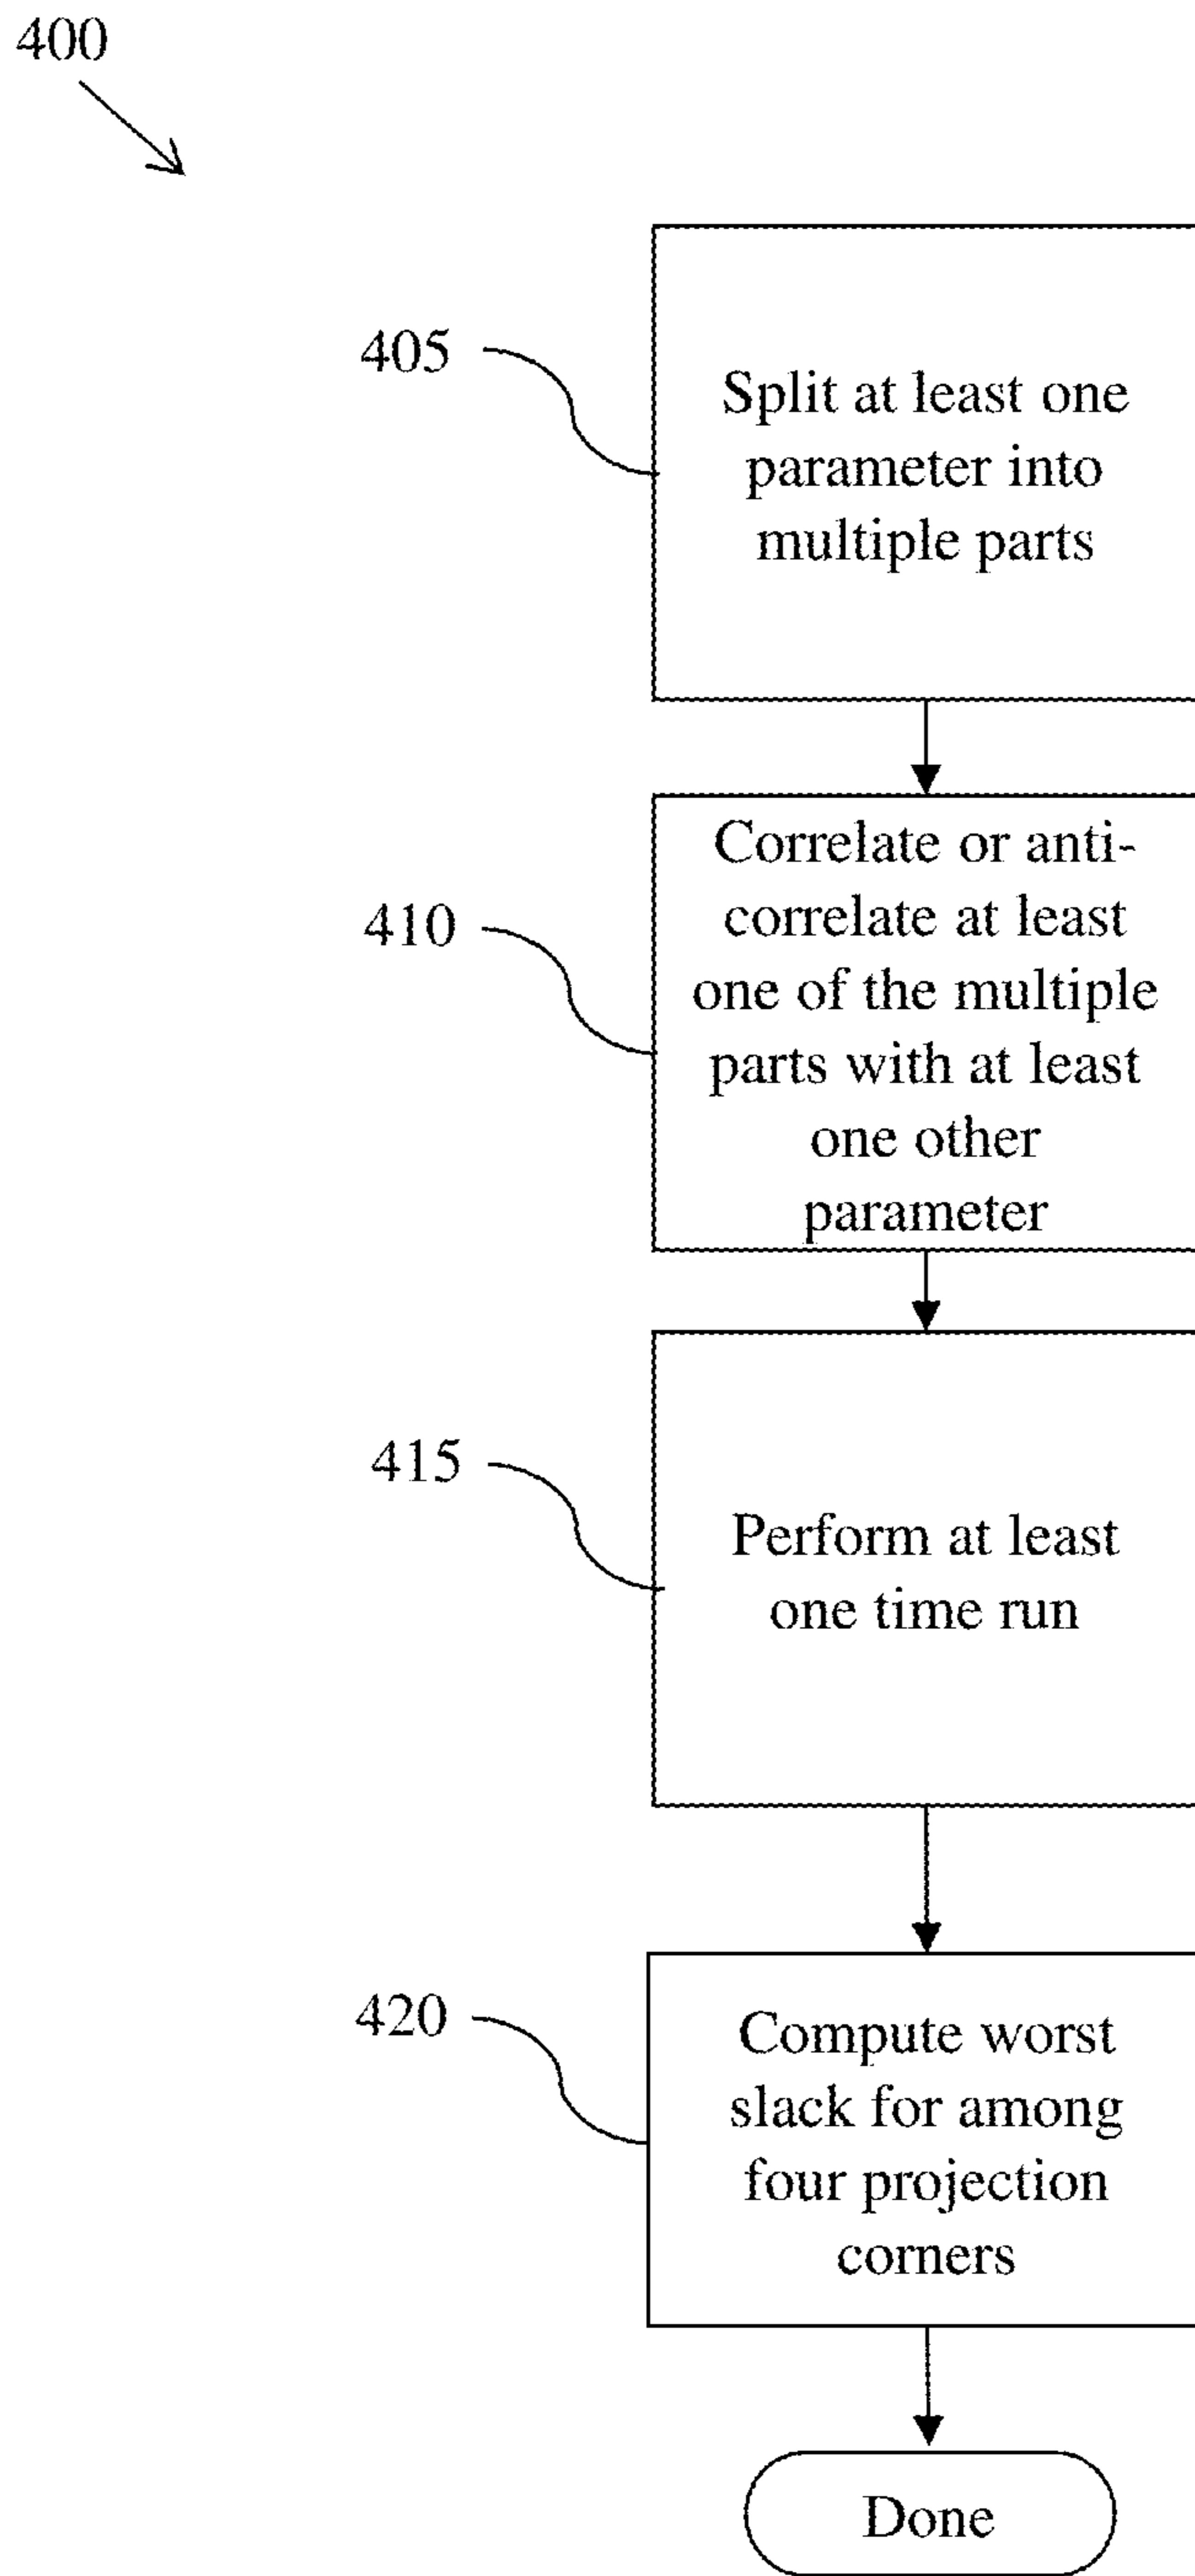 400
405
Split at least one
parameter into
multiple parts
410
Correlate or anti-
correlate at least
one of the multiple
parts with at least
one other
parameter
415
Perform at least
one time run
420
Compute worst
slack for among
four projection
corners
Done